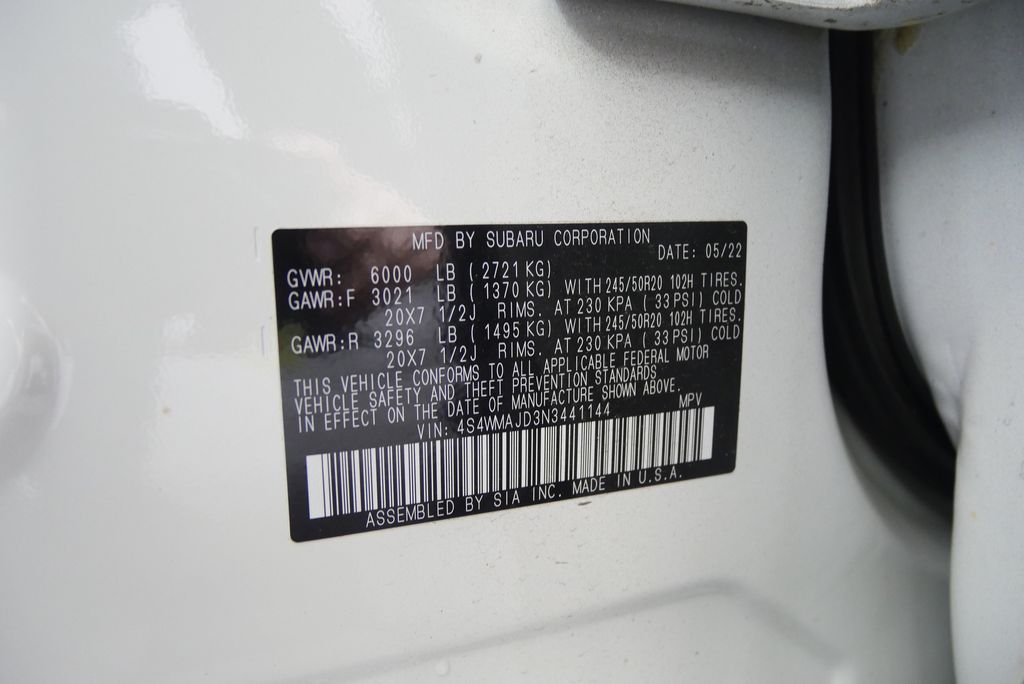 MFD BY SUBARU CORPORATION
DATE: 05/22
GVWR: 6000 LB ( 2721 KG)
GAWR:F 3021 LB ( 1370 KG) WITH 245/50R20 102H TIRES.
20X7 1/2J RIMS. AT 230 KPA ( 33 PSI) COLD
GAWR:R 3296 LB ( 1495 KG) WITH 245/50R20 102H TIRES.
20X7 1/2J RIMS. AT 230 KPA ( 33 PSI) COLD
THIS VEHICLE CONFORMS TO ALL APPLICABLE FEDERAL MOTOR
VEHICLE SAFETY AND THEFT PREVENTION STANDARDS
IN EFFECT ON THE DATE OF MANUFACTURE SHOWN ABOVE.
VIN: 4S4WMAJD3N3441144 MPV
ASSEMBLED BY SIA INC. MADE IN U.S.A.